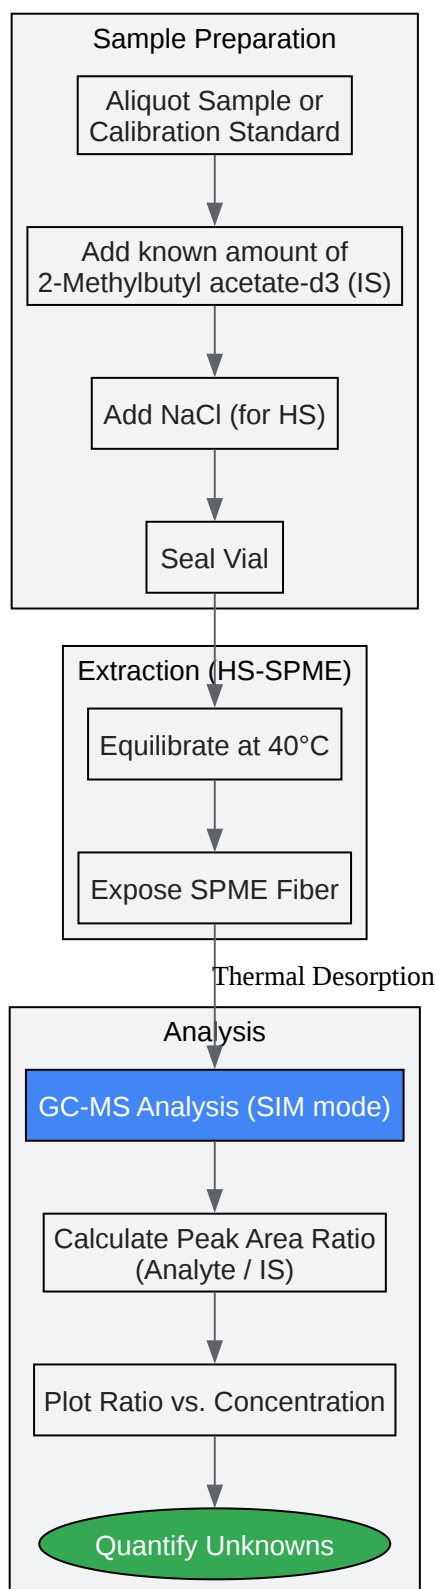 Sample Preparation
Aliquot Sample or
Calibration Standard
Add known amount of
2-Methylbutyl acetate-d3 (IS)
Add NaCl (for HS)
Seal Vial
Extraction (HS-SPME)
Equilibrate at 40°C
Expose SPME Fiber
Thermal Desorption
Analysis
GC-MS Analysis (SIM mode)
Calculate Peak Area Ratio
(Analyte / IS)
Plot Ratio vs. Concentration
Quantify Unknowns